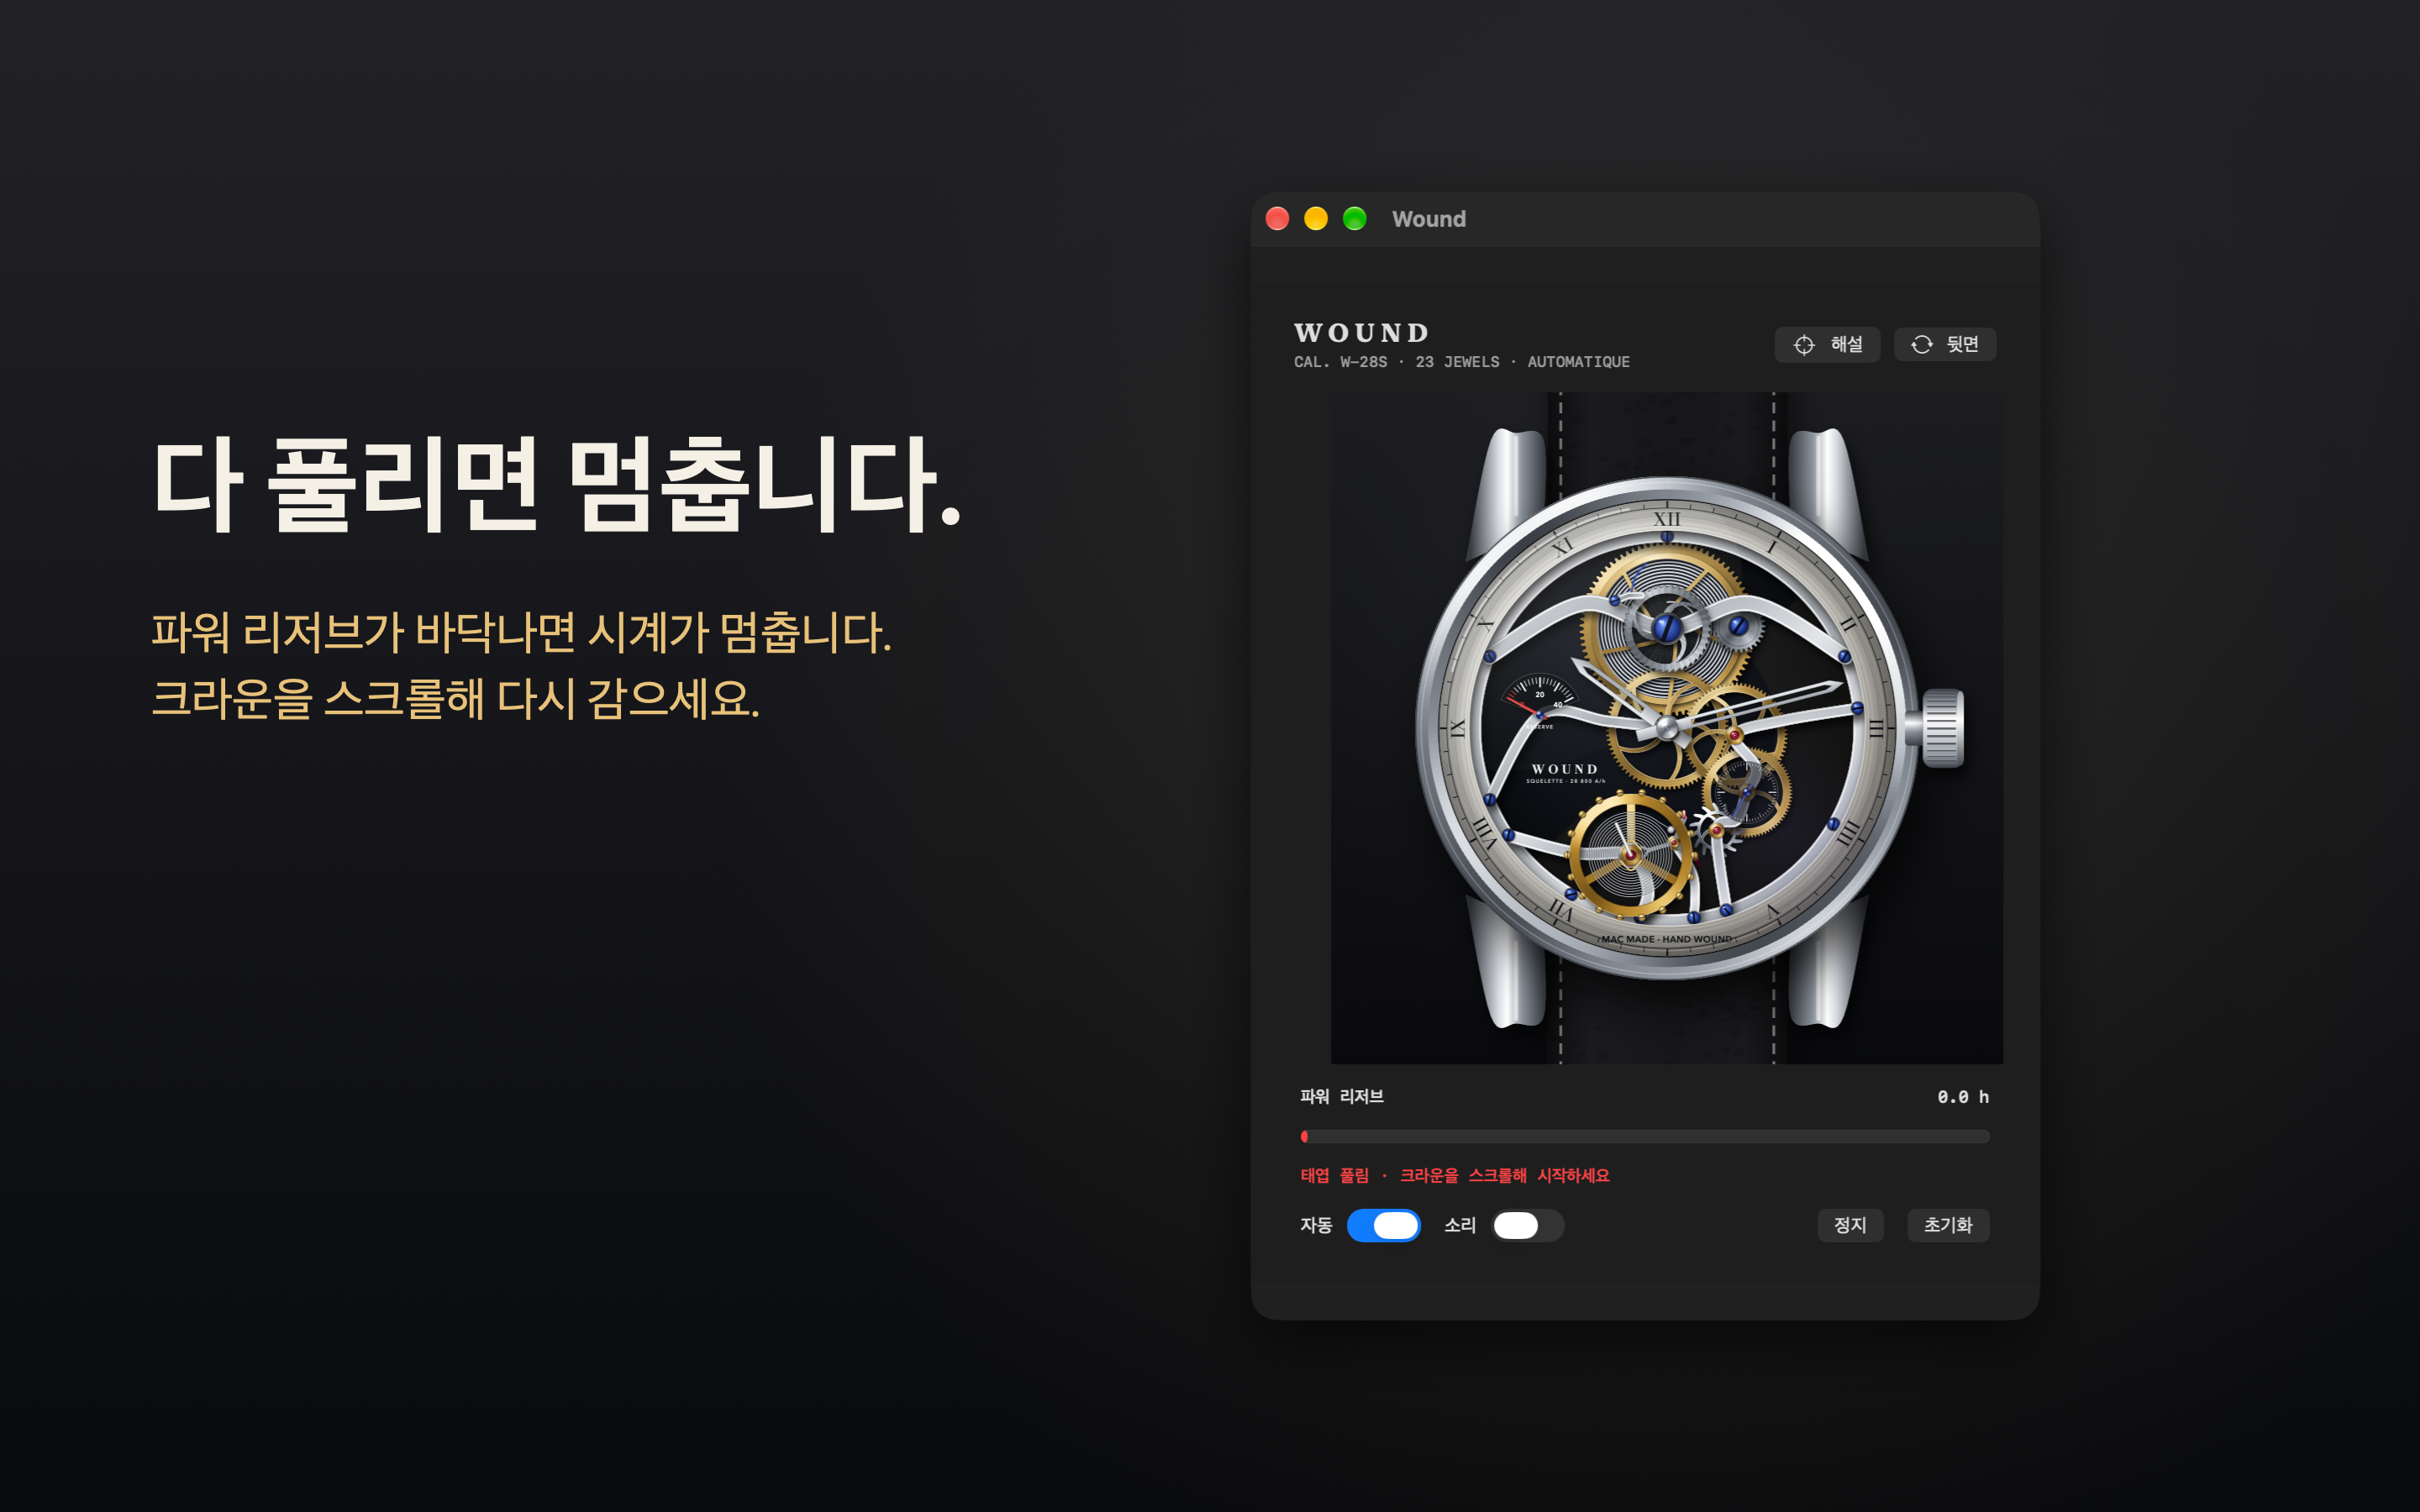 다 풀리면 멈춥니다.
파워 리저브가 바닥나면 시계가 멈춥니다.
크라운을 스크롤해 다시 감으세요.
Wound
WOUND
CAL. W-28S · 23 JEWELS · AUTOMATIQUE
해설
뒷면
XII
I
II
III
IIII
V
VII
VIII
IX
X
XI
20
40
WOUND
SQUELETTE · 28 800 A/h
MAC MADE · HAND WOUND
파워 리저브
0.0 h
태엽 풀림 · 크라운을 스크롤해 시작하세요
자동
소리
정지
초기화